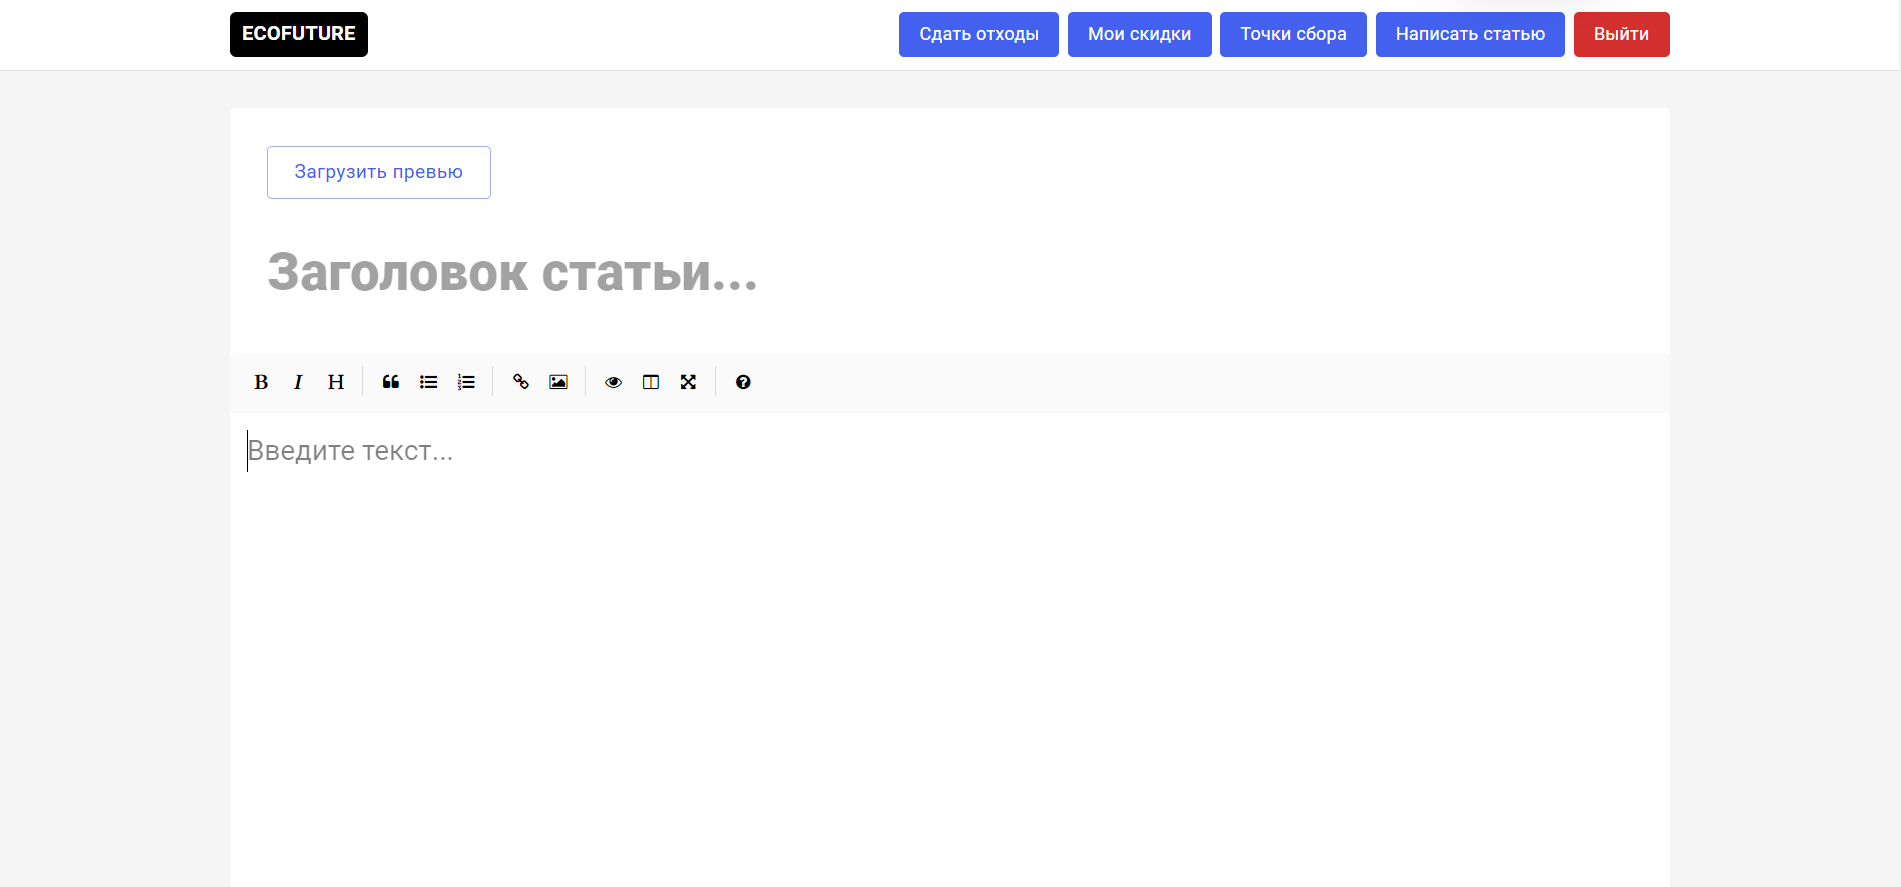 ECOFUTURE Сдать отходы Мои скидки Точки сбора Написать статью Выйти
Загрузить превью
Заголовок статьи...
B I H
Введите текст...